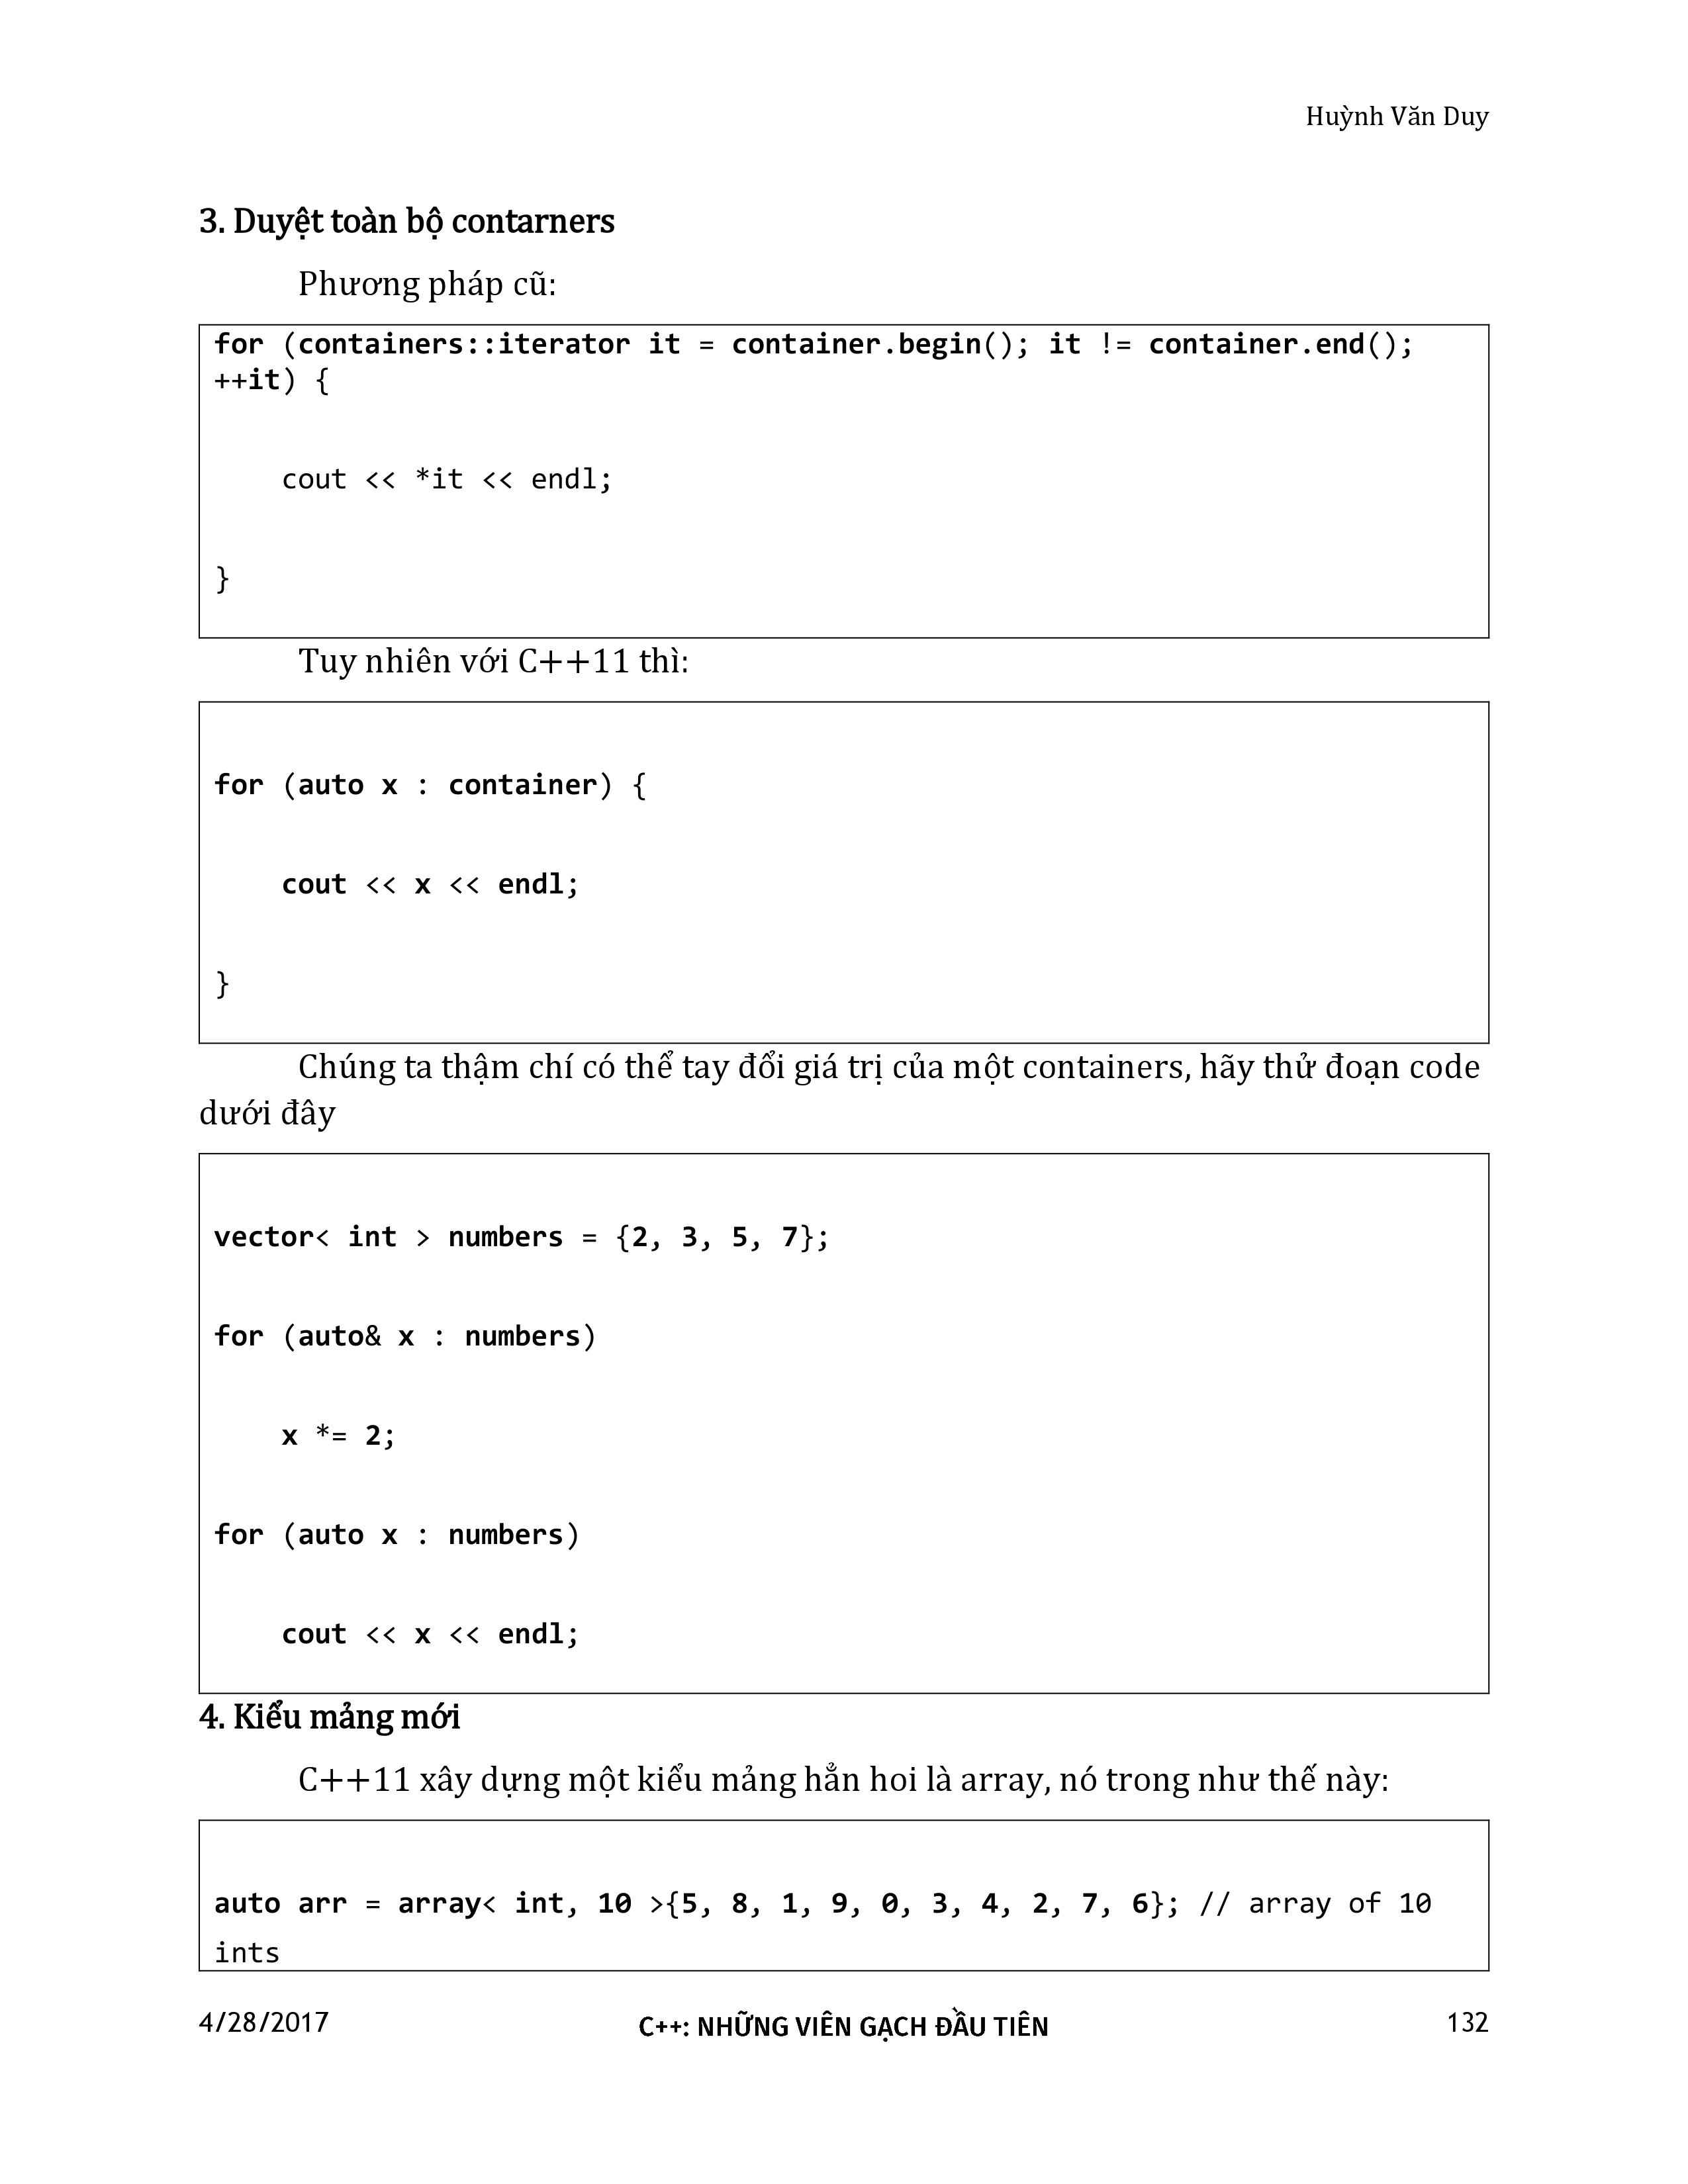 Huỳnh Văn Duy
3. Duyệt toàn bộ contarners
Phương pháp cũ:
for (containers::iterator it = container.begin(); it != container.end();
++it) {
cout << *it << endl;
}
Tuy nhiên với C++11 thì:
for (auto x : container) {
cout << x << endl;
}
Chúng ta thậm chí có thể tay đổi giá trị của một containers, hãy thử đoạn code
dưới đây
vector< int > numbers = {2, 3, 5, 7};
for (auto& x : numbers)
x *= 2;
for (auto x : numbers)
cout << x << endl;
4. Kiểu mảng mới
C++11 xây dựng một kiểu mảng hẳn hoi là array, nó trong như thế này:
auto arr = array< int, 10 >{5, 8, 1, 9, 0, 3, 4, 2, 7, 6}; // array of 10
ints
4/28/2017 C++: NHỮNG VIÊN GẠCH ĐẦU TIÊN 132